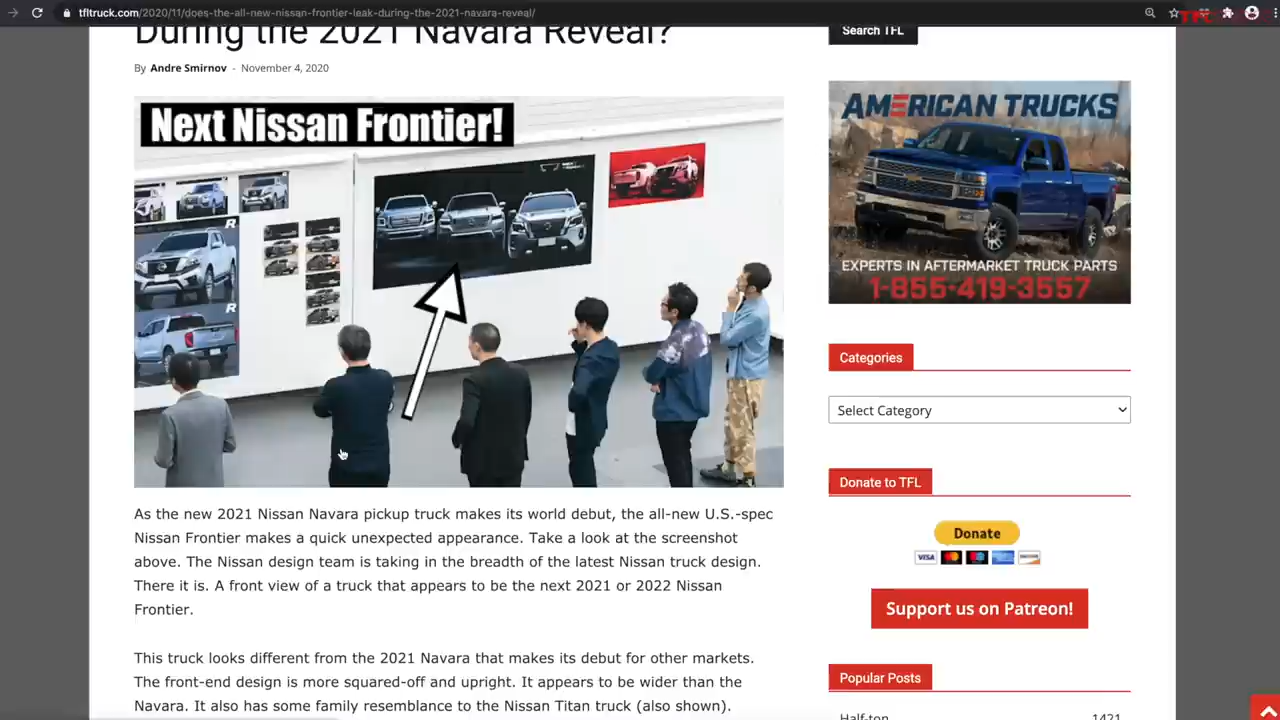 tfltruck.com/2020/11/does-the-all-new-nissan-frontier-leak-during-the-2021-navara-reveal/
During the 2021 Navara Reveal?
By Andre Smirnov - November 4, 2020
Next Nissan Frontier!
R
R
As the new 2021 Nissan Navara pickup truck makes its world debut, the all-new U.S.-spec
Nissan Frontier makes a quick unexpected appearance. Take a look at the screenshot
above. The Nissan design team is taking in the breadth of the latest Nissan truck design.
There it is. A front view of a truck that appears to be the next 2021 or 2022 Nissan
Frontier.
This truck looks different from the 2021 Navara that makes its debut for other markets.
The front-end design is more squared-off and upright. It appears to be wider than the
Navara. It also has some family resemblance to the Nissan Titan truck (also shown).
Search TFL
AMERICAN TRUCKS
EXPERTS IN AFTERMARKET TRUCK PARTS
1-855-419-3557
Categories
Select Category
Donate to TFL
Donate
VISA
Support us on Patreon!
Popular Posts
Half-ton 1421